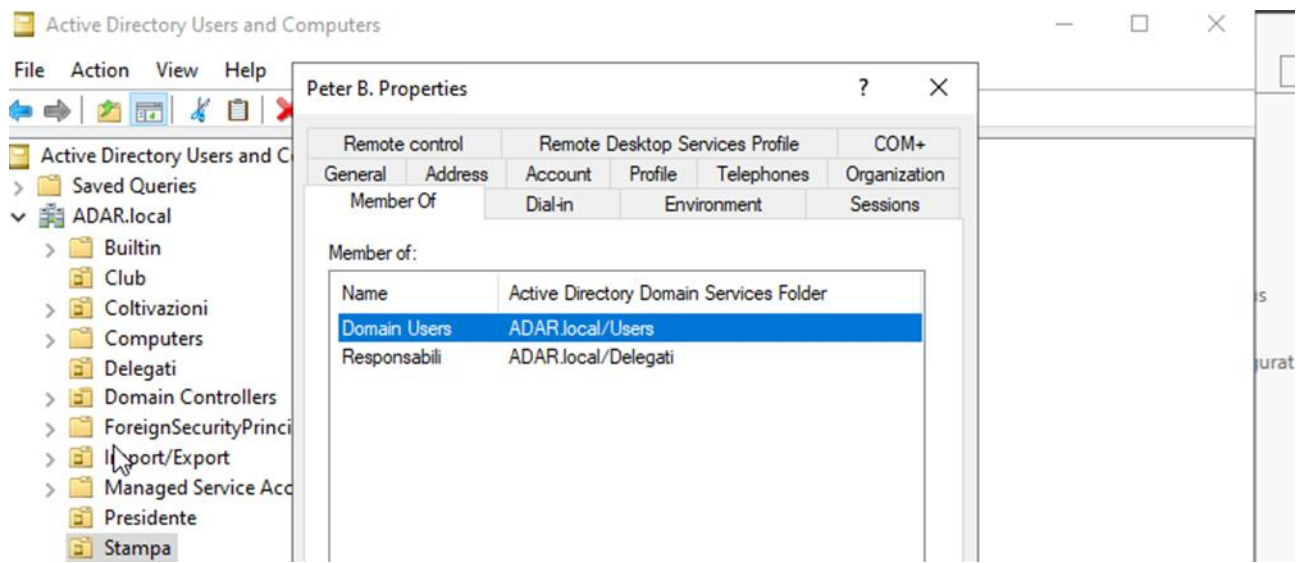 Active Directory Users and Computers
File Action View Help
Active Directory Users and C
Saved Queries
ADAR.local
Builtin
Club
Coltivazioni
Computers
Delegati
Domain Controllers
ForeignSecurityPrinci
Import/Export
Managed Service Acc
Presidente
Stampa
Peter B. Properties
Remote control Remote Desktop Services Profile COM+
General Address Account Profile Telephones Organization
Member Of Dial-in Environment Sessions
Member of:
Name Active Directory Domain Services Folder
Domain Users ADAR.local/Users
Responsabili ADAR.local/Delegati
urat